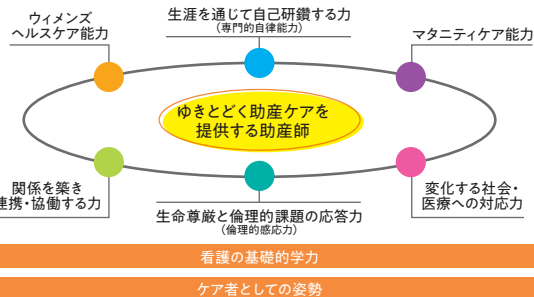 ウィメンズ
ヘルスケア能力
生涯を通じて自己研鑽する力
(専門的自律能力)
マタニティケア能力
ゆきとどく助産ケアを
提供する助産師
関係を築き
連携・協働する力
生命尊厳と倫理的課題の応答力
(倫理的感応力)
変化する社会・
医療への対応力
看護の基礎的学力
ケア者としての姿勢